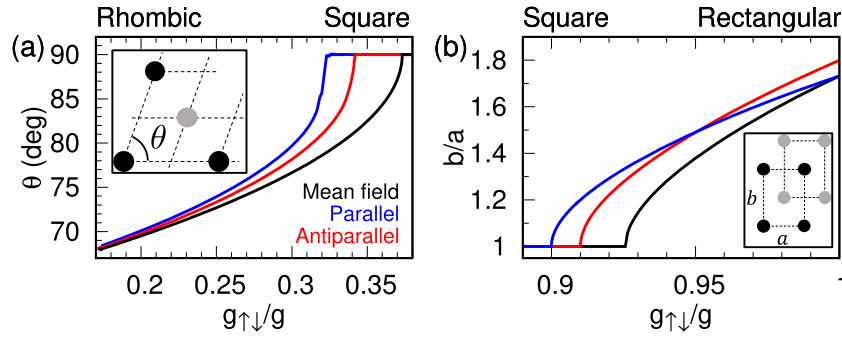 Rhombic Square
(a)
90
85
80
75
70
θ (deg)
θ
Mean field
Parallel
Antiparallel
0.2 0.25 0.3 0.35
g↑↓/g
Square Rectangular
(b)
1.8
1.6
1.4
1.2
1
b/a
b
a
0.9 0.95 1
g↑↓/g